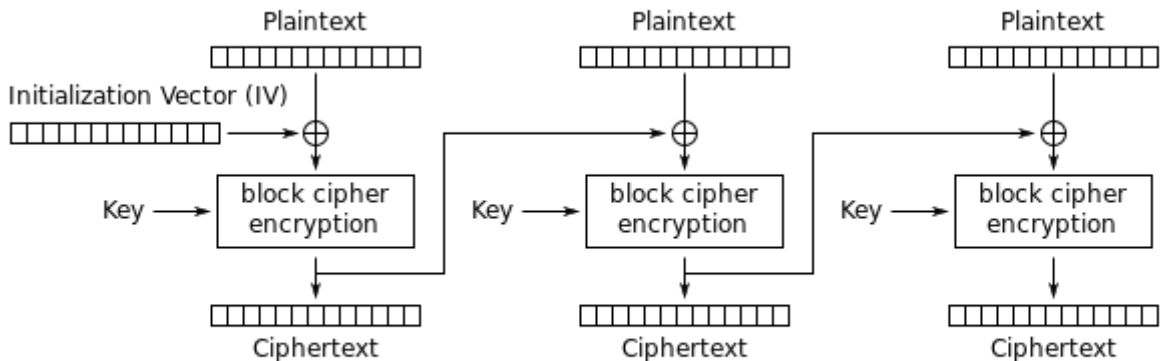 Plaintext
Plaintext
Plaintext
Initialization Vector (IV)
Key
block cipher
encryption
Key
block cipher
encryption
Key
block cipher
encryption
Ciphertext
Ciphertext
Ciphertext